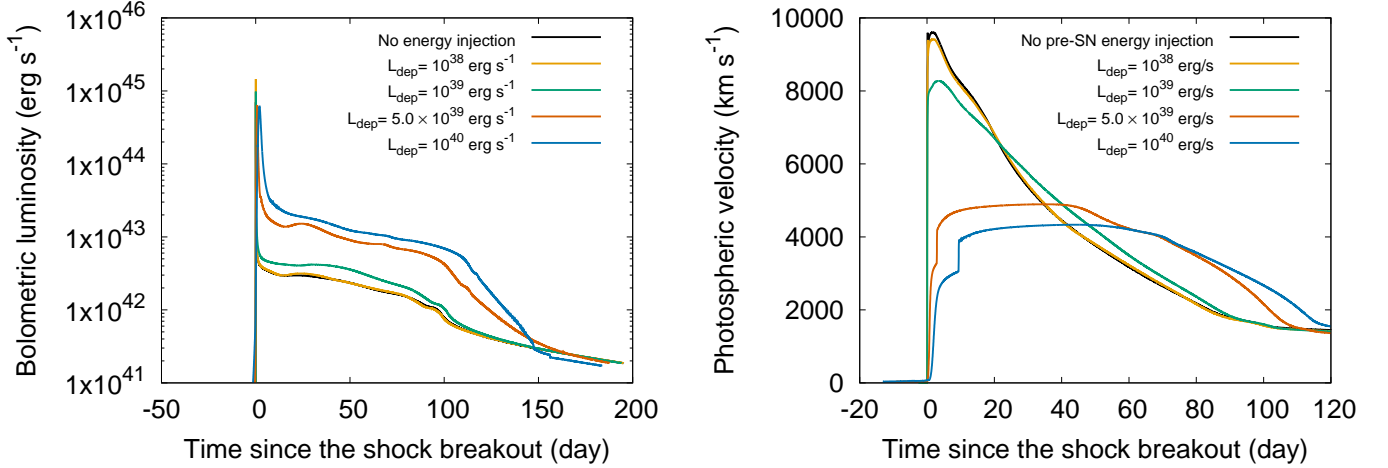 1x10^46
1x10^45
1x10^44
1x10^43
1x10^42
1x10^41
Bolometric luminosity (erg s^-1)
No energy injection
L_dep= 10^38 erg s^-1
L_dep= 10^39 erg s^-1
L_dep= 5.0 × 10^39 erg s^-1
L_dep= 10^40 erg s^-1
-50 0 50 100 150 200
Time since the shock breakout (day)
10000
8000
6000
4000
2000
0
Photospheric velocity (km s^-1)
No pre-SN energy injection
L_dep= 10^38 erg/s
L_dep= 10^39 erg/s
L_dep= 5.0 × 10^39 erg/s
L_dep= 10^40 erg/s
-20 0 20 40 60 80 100 120
Time since the shock breakout (day)